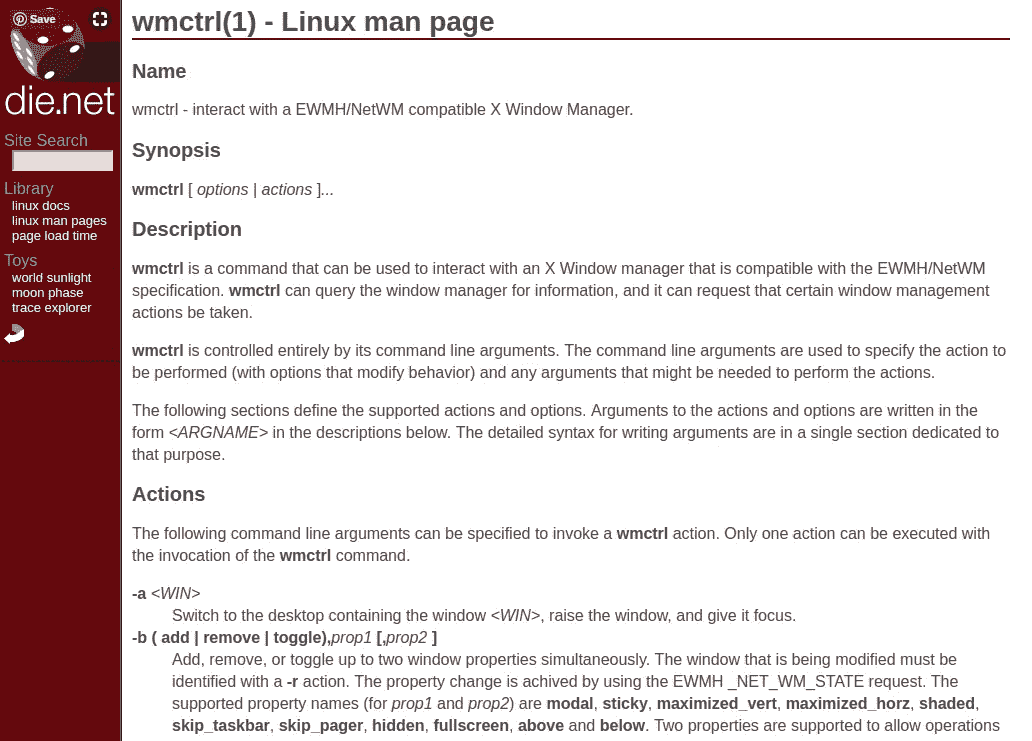 Save
die.net
Site Search
Library
linux docs
linux man pages
page load time
Toys
world sunlight
moon phase
trace explorer
wmctrl(1) - Linux man page
Name
wmctrl - interact with a EWMH/NetWM compatible X Window Manager.
Synopsis
wmctrl [ options | actions ]...
Description
wmctrl is a command that can be used to interact with an X Window manager that is compatible with the EWMH/NetWM
specification. wmctrl can query the window manager for information, and it can request that certain window management
actions be taken.
wmctrl is controlled entirely by its command line arguments. The command line arguments are used to specify the action to
be performed (with options that modify behavior) and any arguments that might be needed to perform the actions.
The following sections define the supported actions and options. Arguments to the actions and options are written in the
form <ARGNAME> in the descriptions below. The detailed syntax for writing arguments are in a single section dedicated to
that purpose.
Actions
The following command line arguments can be specified to invoke a wmctrl action. Only one action can be executed with
the invocation of the wmctrl command.
-a <WIN>
Switch to the desktop containing the window <WIN>, raise the window, and give it focus.
-b ( add | remove | toggle),prop1 [,prop2 ]
Add, remove, or toggle up to two window properties simultaneously. The window that is being modified must be
identified with a -r action. The property change is achived by using the EWMH _NET_WM_STATE request. The
supported property names (for prop1 and prop2) are modal, sticky, maximized_vert, maximized_horz, shaded,
skip_taskbar, skip_pager, hidden, fullscreen, above and below. Two properties are supported to allow operations